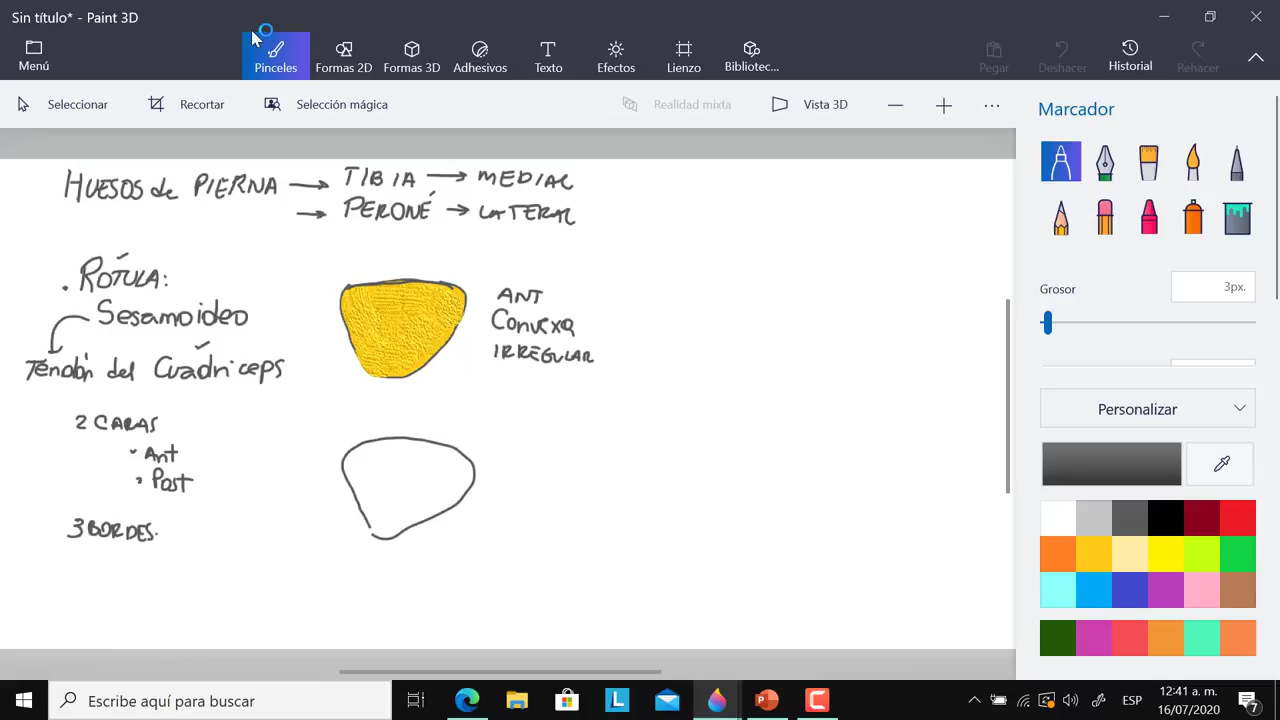 Sin título* - Paint 3D
Menú
Pinceles
Formas 2D
Formas 3D
Adhesivos
Texto
Efectos
Lienzo
Bibliotec...
Pegar
Deshacer
Historial
Rehacer
Seleccionar
Recortar
Selección mágica
Realidad mixta
Vista 3D
Marcador
Grosor
3px.
Personalizar
HUESOS de PIERNA → TIBIA → MEDIAL
→ PERONÉ → LATERAL
. RÓTULA:
Sesamoideo
Tendón del Cuádriceps
ANT
Convexa
IRREGULAR
2 CARAS
· Ant
· Post
3 BORDES.
Escribe aquí para buscar
L
ESP
12:41 a. m.
16/07/2020
7